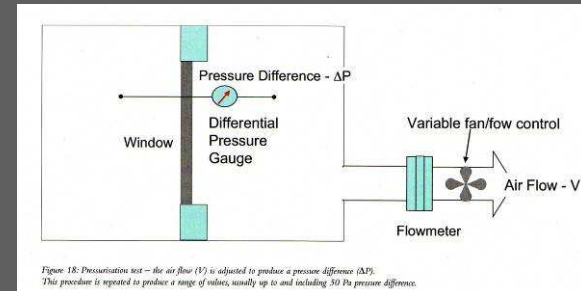 Pressure Difference - ΔP
Differential
Pressure
Gauge
Window
Variable fan/fow control
Air Flow - V
Flowmeter
Figure 18: Pressurisation test – the air flow (V) is adjusted to produce a pressure difference (ΔP).
This procedure is repeated to produce a range of values, usually up to and including 50 Pa pressure difference.